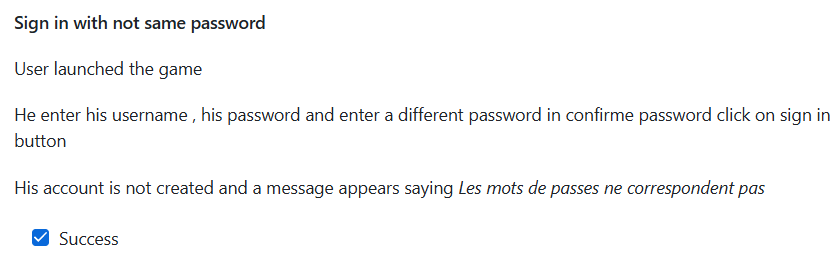 Sign in with not same password
User launched the game
He enter his username , his password and enter a different password in confirme password click on sign in
button
His account is not created and a message appears saying Les mots de passes ne correspondent pas
Success